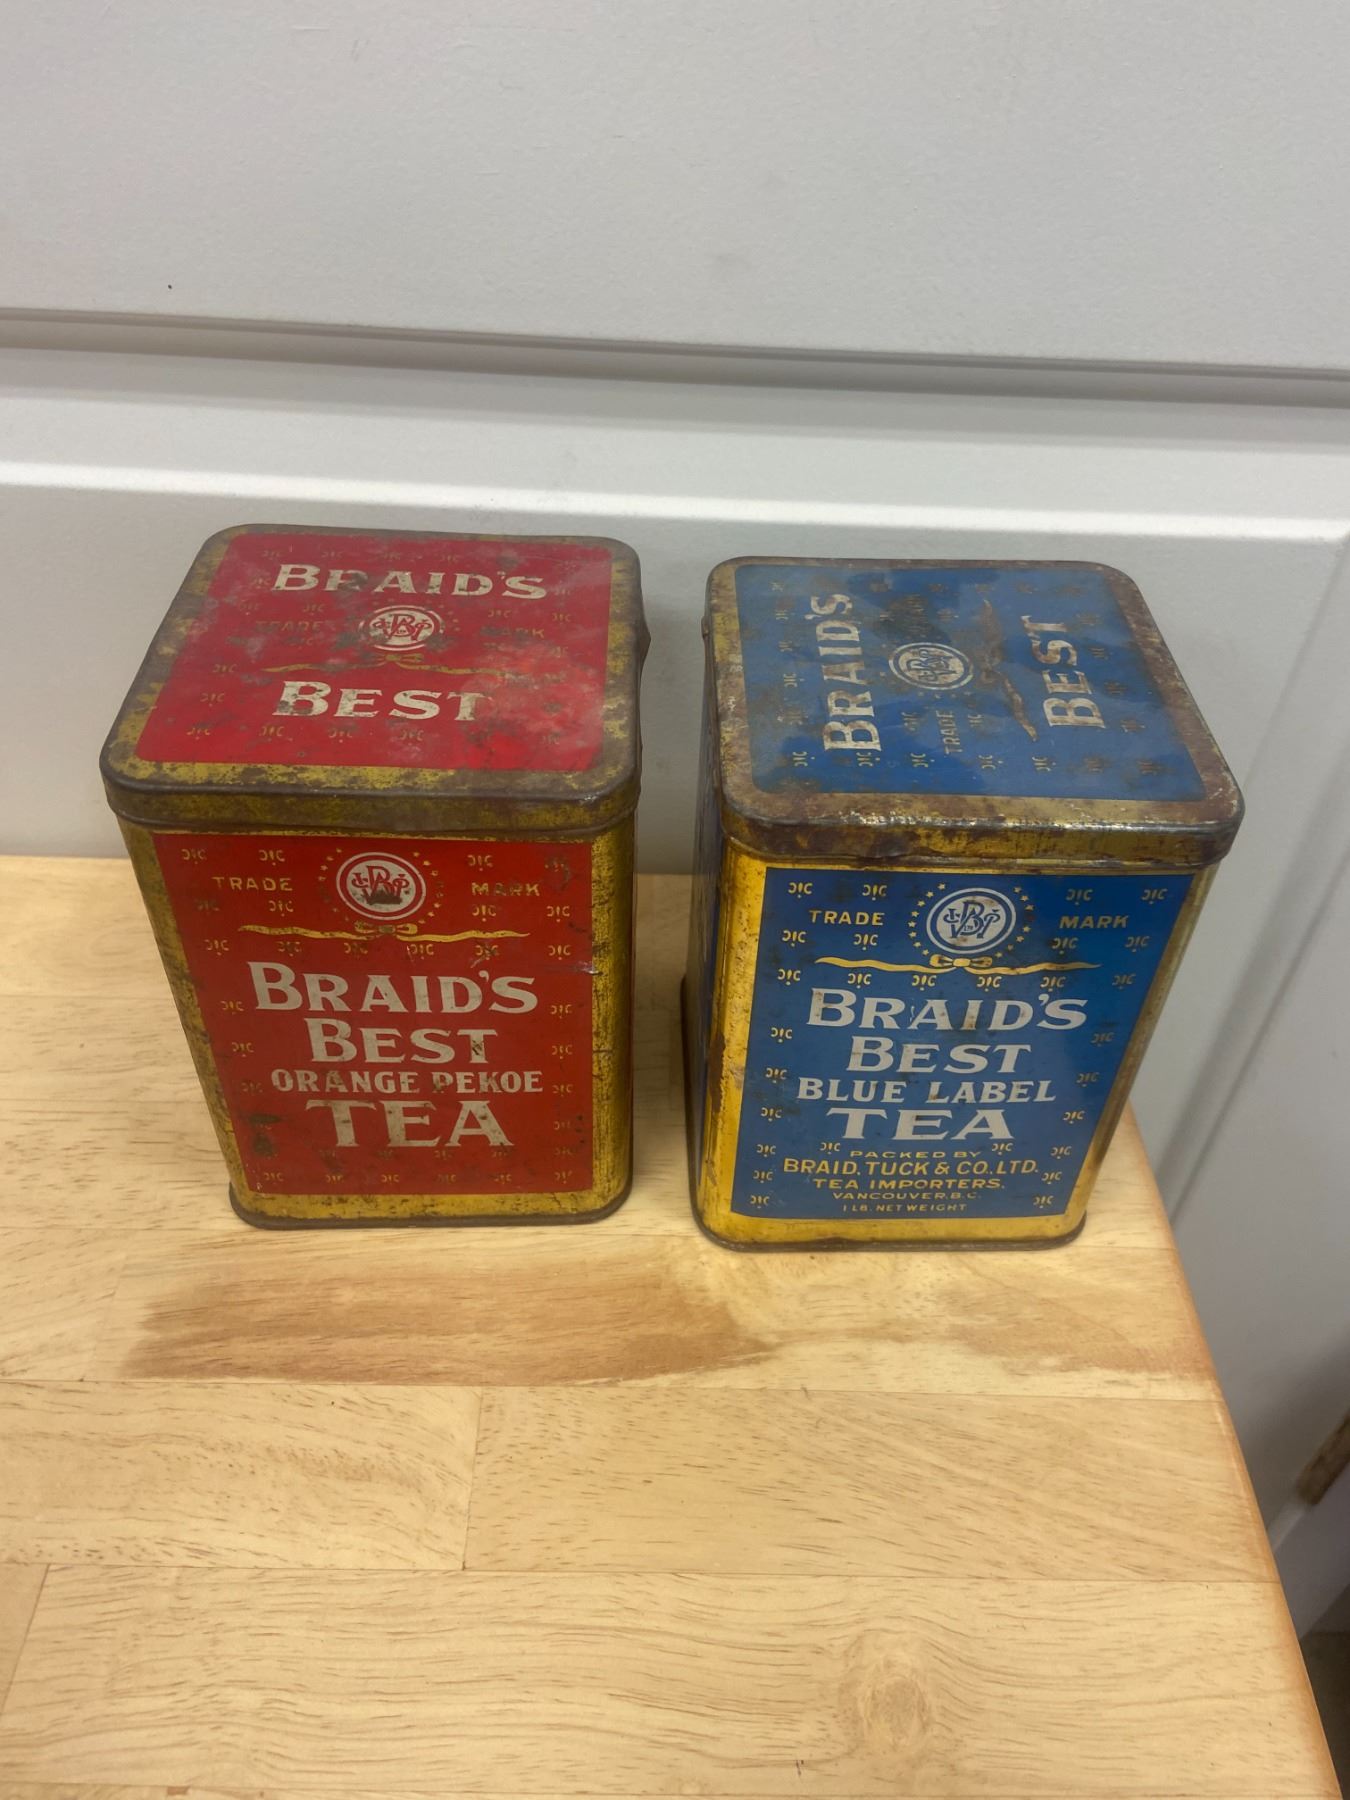 BRAID'S
TRADE MARK
BEST
TRADE MARK
BRAID'S
BEST
ORANGE PEKOE
TEA
BRAID'S
TRADE
BEST
TRADE MARK
BRAID'S
BEST
BLUE LABEL
TEA
PACKED BY
BRAID, TUCK & CO. LTD.
TEA IMPORTERS.
VANCOUVER. B. C.
1 LB. NET WEIGHT